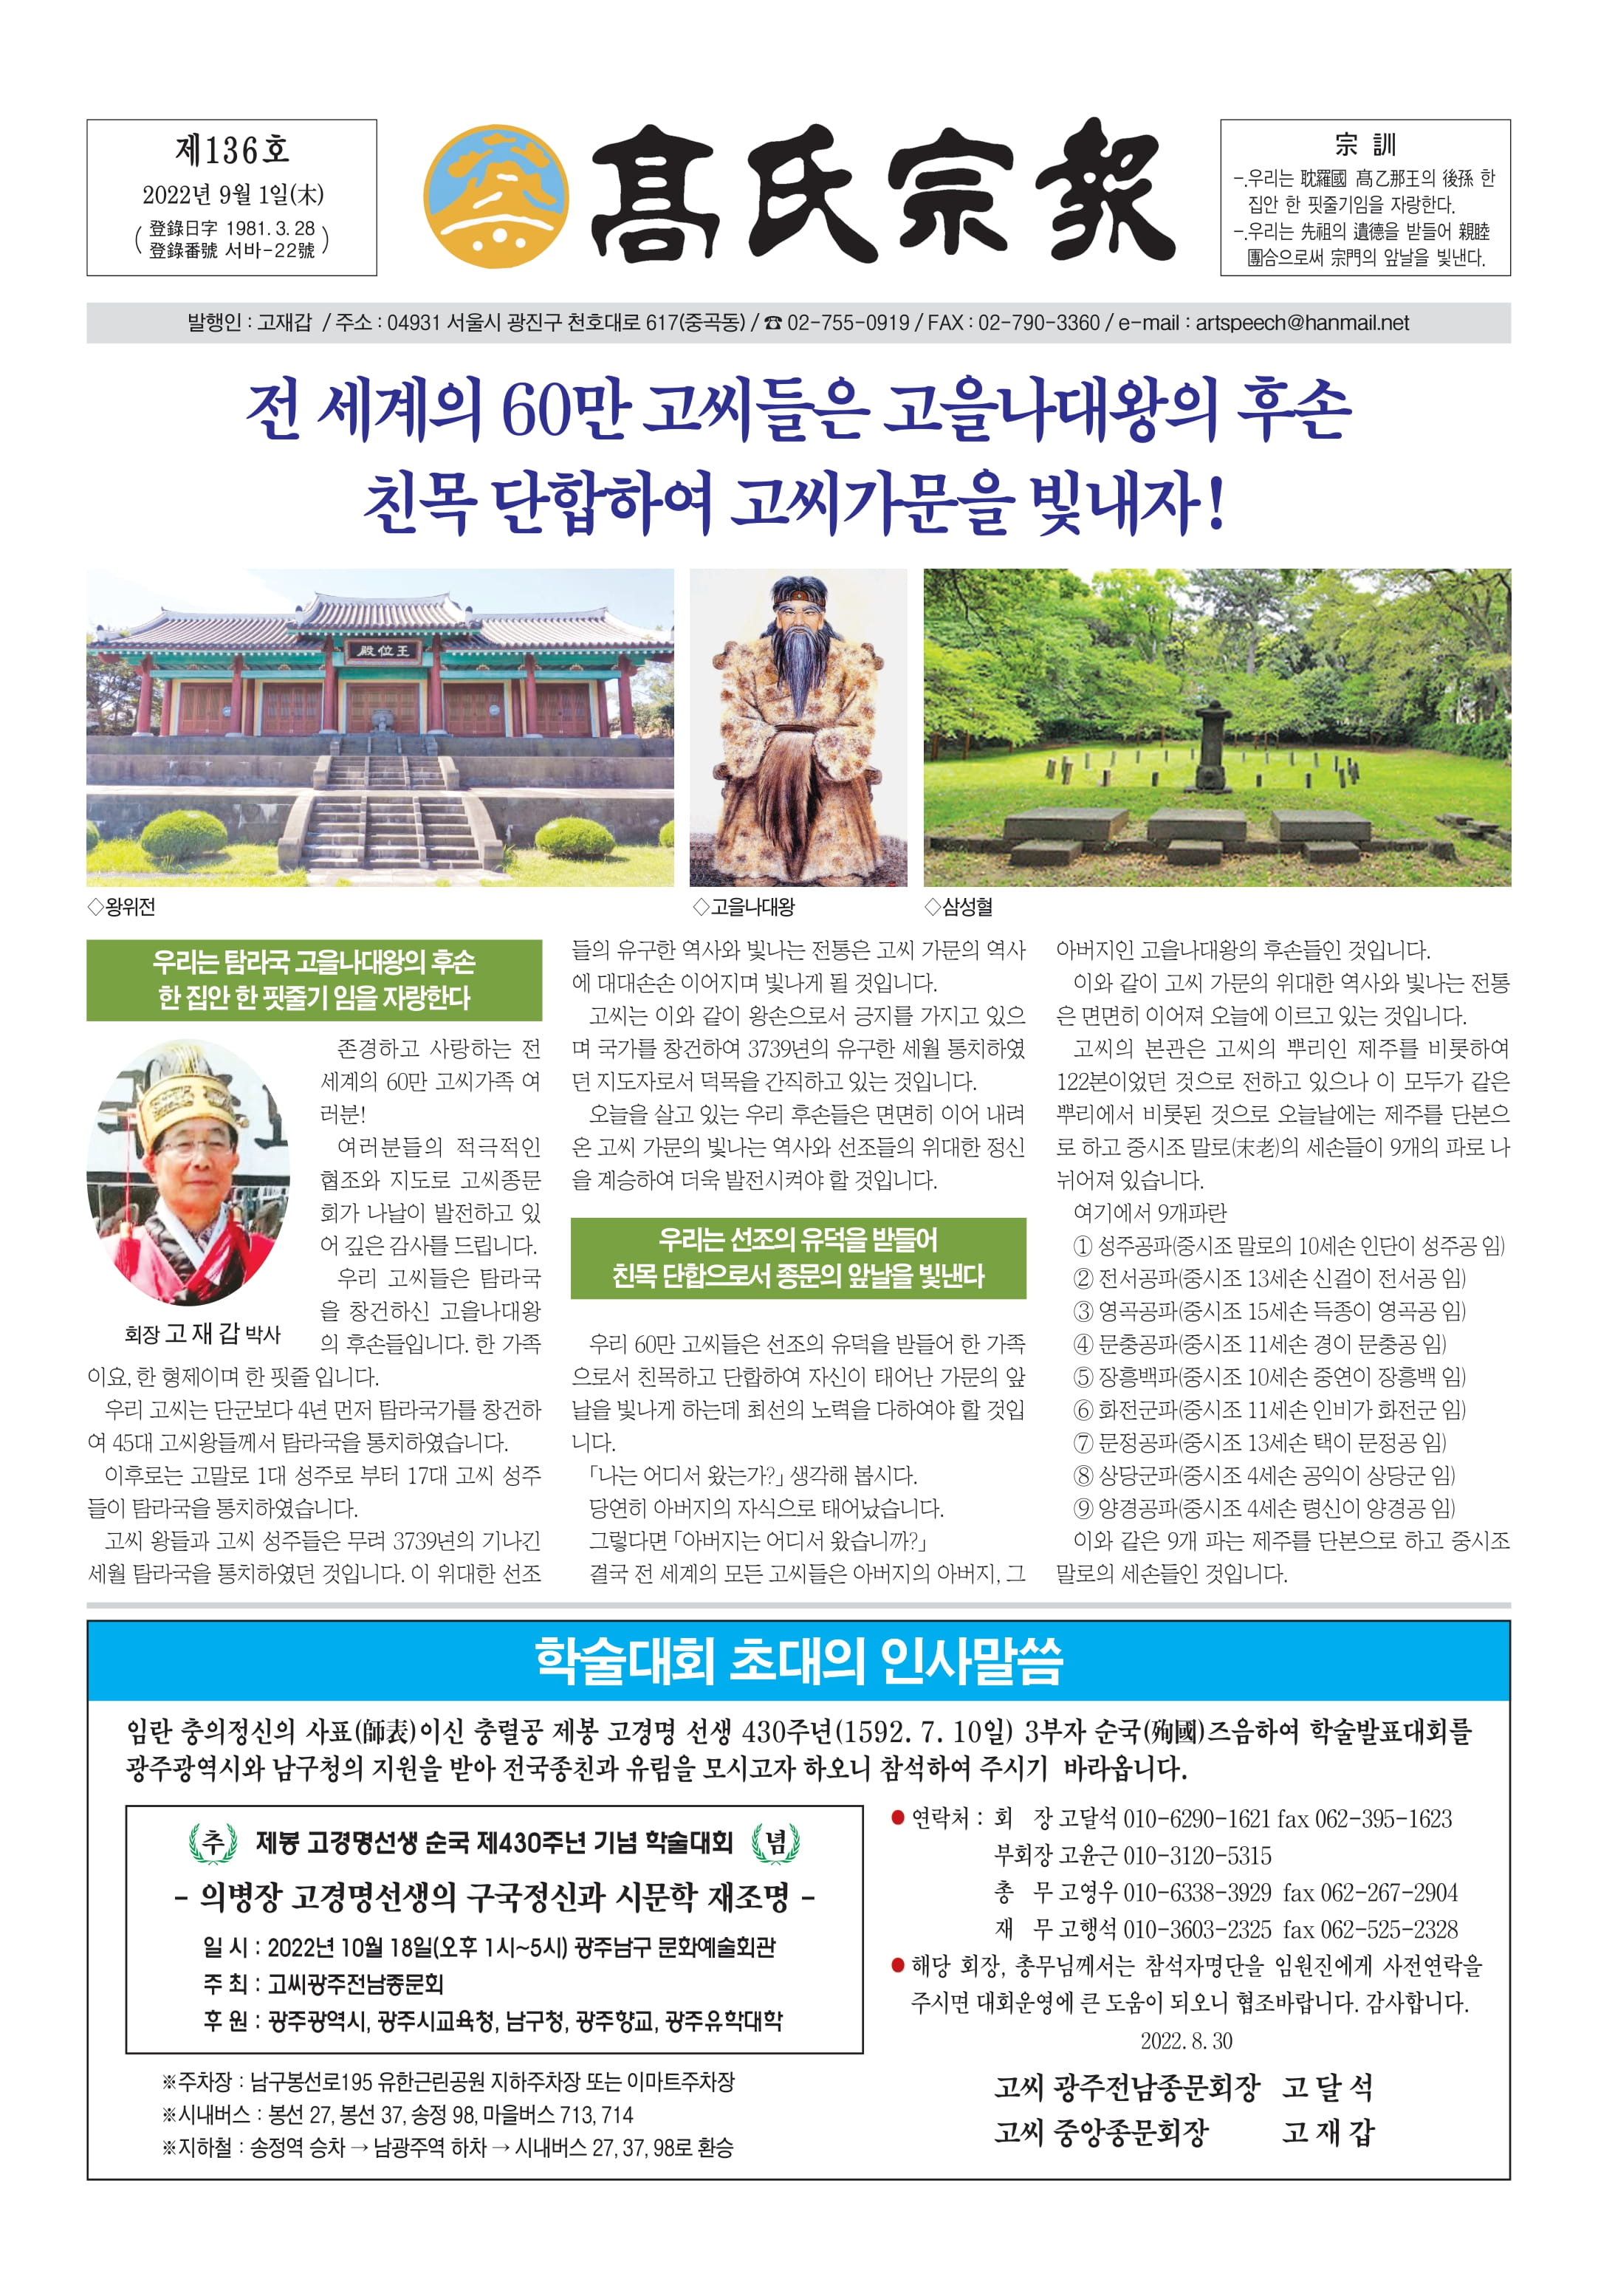 제136호
2022년 9월 1일(木)
登錄日字 1981. 3. 28
登錄番號 서바-22號
髙氏宗報
宗 訓
-.우리는 耽羅國 髙乙那王의 後孫 한
집안 한 핏줄기임을 자랑한다.
-.우리는 先祖의 遺德을 받들어 親睦
團合으로써 宗門의 앞날을 빛낸다.
발행인 : 고재갑 / 주소 : 04931 서울시 광진구 천호대로 617(중곡동) / ☎ 02-755-0919 / FAX : 02-790-3360 / e-mail : artspeech@hanmail.net
전 세계의 60만 고씨들은 고을나대왕의 후손
친목 단합하여 고씨가문을 빛내자!
殿位王
◇왕위전
◇고을나대왕
◇삼성혈
우리는 탐라국 고을나대왕의 후손
한 집안 한 핏줄기 임을 자랑한다
존경하고 사랑하는 전
세계의 60만 고씨가족 여
러분!
여러분들의 적극적인
협조와 지도로 고씨종문
회가 나날이 발전하고 있
어 깊은 감사를 드립니다.
우리 고씨들은 탐라국
을 창건하신 고을나대왕
의 후손들입니다. 한 가족
회장 고 재 갑 박사
이요, 한 형제이며 한 핏줄 입니다.
우리 고씨는 단군보다 4년 먼저 탐라국가를 창건하
여 45대 고씨왕들께서 탐라국을 통치하였습니다.
이후로는 고말로 1대 성주로 부터 17대 고씨 성주
들이 탐라국을 통치하였습니다.
고씨 왕들과 고씨 성주들은 무려 3739년의 기나긴
세월 탐라국을 통치하였던 것입니다. 이 위대한 선조
들의 유구한 역사와 빛나는 전통은 고씨 가문의 역사
에 대대손손 이어지며 빛나게 될 것입니다.
고씨는 이와 같이 왕손으로서 긍지를 가지고 있으
며 국가를 창건하여 3739년의 유구한 세월 통치하였
던 지도자로서 덕목을 간직하고 있는 것입니다.
오늘을 살고 있는 우리 후손들은 면면히 이어 내려
온 고씨 가문의 빛나는 역사와 선조들의 위대한 정신
을 계승하여 더욱 발전시켜야 할 것입니다.
우리는 선조의 유덕을 받들어
친목 단합으로서 종문의 앞날을 빛낸다
우리 60만 고씨들은 선조의 유덕을 받들어 한 가족
으로서 친목하고 단합하여 자신이 태어난 가문의 앞
날을 빛나게 하는데 최선의 노력을 다하여야 할 것입
니다.
「나는 어디서 왔는가?」 생각해 봅시다.
당연히 아버지의 자식으로 태어났습니다.
그렇다면 「아버지는 어디서 왔습니까?」
결국 전 세계의 모든 고씨들은 아버지의 아버지, 그
아버지인 고을나대왕의 후손들인 것입니다.
이와 같이 고씨 가문의 위대한 역사와 빛나는 전통
은 면면히 이어져 오늘에 이르고 있는 것입니다.
고씨의 본관은 고씨의 뿌리인 제주를 비롯하여
122본이었던 것으로 전하고 있으나 이 모두가 같은
뿌리에서 비롯된 것으로 오늘날에는 제주를 단본으
로 하고 중시조 말로(末老)의 세손들이 9개의 파로 나
뉘어져 있습니다.
여기에서 9개파란
① 성주공파(중시조 말로의 10세손 인단이 성주공 임)
② 전서공파(중시조 13세손 신걸이 전서공 임)
③ 영곡공파(중시조 15세손 득종이 영곡공 임)
④ 문충공파(중시조 11세손 경이 문충공 임)
⑤ 장흥백파(중시조 10세손 중연이 장흥백 임)
⑥ 화전군파(중시조 11세손 인비가 화전군 임)
⑦ 문정공파(중시조 13세손 택이 문정공 임)
⑧ 상당군파(중시조 4세손 공익이 상당군 임)
⑨ 양경공파(중시조 4세손 령신이 양경공 임)
이와 같은 9개 파는 제주를 단본으로 하고 중시조
말로의 세손들인 것입니다.
학술대회 초대의 인사말씀
임란 충의정신의 사표(師表)이신 충렬공 제봉 고경명 선생 430주년(1592. 7. 10일) 3부자 순국(殉國)즈음하여 학술발표대회를
광주광역시와 남구청의 지원을 받아 전국종친과 유림을 모시고자 하오니 참석하여 주시기 바라옵니다.
추 제봉 고경명선생 순국 제430주년 기념 학술대회 념
- 의병장 고경명선생의 구국정신과 시문학 재조명 -
일 시 : 2022년 10월 18일(오후 1시~5시) 광주남구 문화예술회관
주 최 : 고씨광주전남종문회
후 원 : 광주광역시, 광주시교육청, 남구청, 광주향교, 광주유학대학
※주차장 : 남구봉선로195 유한근린공원 지하주차장 또는 이마트주차장
※시내버스 : 봉선 27, 봉선 37, 송정 98, 마을버스 713, 714
※지하철 : 송정역 승차 → 남광주역 하차 → 시내버스 27, 37, 98로 환승
● 연락처 : 회 장 고달석 010-6290-1621 fax 062-395-1623
부회장 고윤근 010-3120-5315
총 무 고영우 010-6338-3929 fax 062-267-2904
재 무 고행석 010-3603-2325 fax 062-525-2328
● 해당 회장, 총무님께서는 참석자명단을 임원진에게 사전연락을
주시면 대회운영에 큰 도움이 되오니 협조바랍니다. 감사합니다.
2022. 8. 30
고씨 광주전남종문회장 고 달 석
고씨 중앙종문회장 고 재 갑